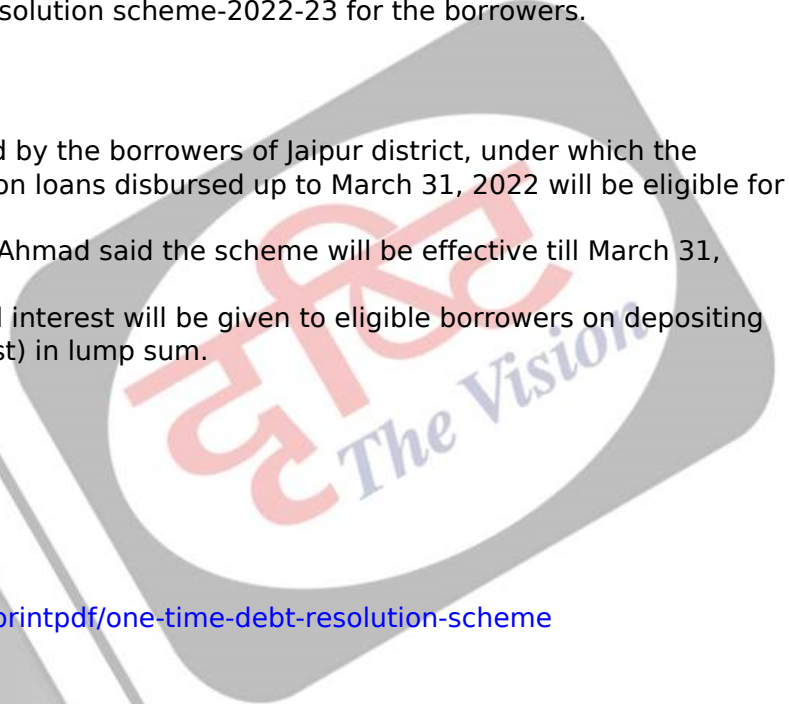 solution scheme-2022-23 for the borrowers.
d by the borrowers of Jaipur district, under which the
on loans disbursed up to March 31, 2022 will be eligible for
Ahmad said the scheme will be effective till March 31,
interest will be given to eligible borrowers on depositing
st) in lump sum.
दृष्टि
The Vision
printpdf/one-time-debt-resolution-scheme